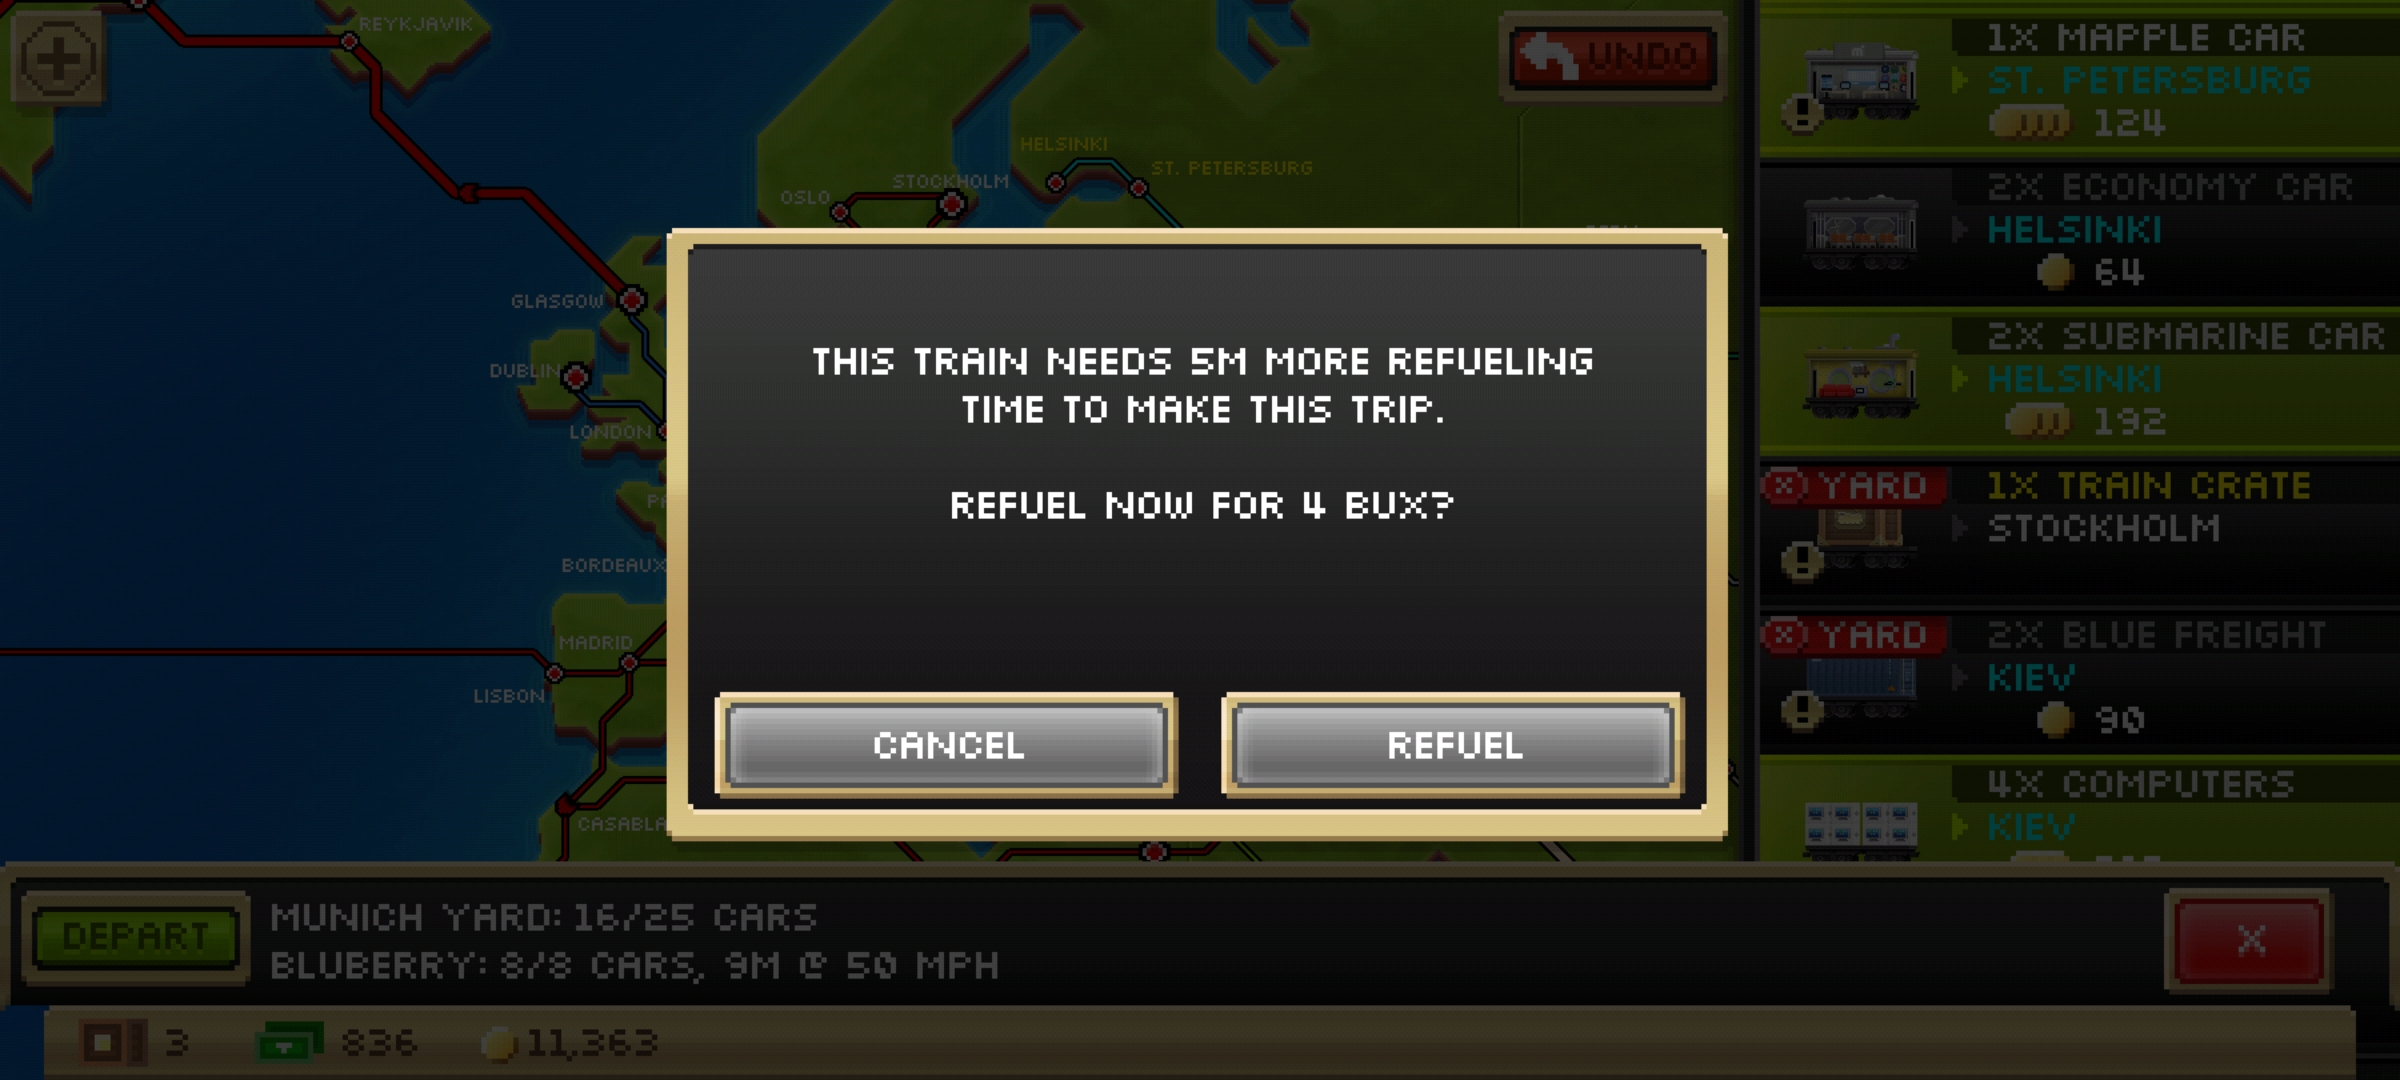 REYKJAVIK
UNDO
HELSINKI
ST. PETERSBURG
STOCKHOLM
OSLO
GLASGOW
DUBLIN
LONDON
BORDEAUX
MADRID
LISBON
THIS TRAIN NEEDS 5M MORE REFUELING
TIME TO MAKE THIS TRIP.
REFUEL NOW FOR 4 BUX?
CANCEL
REFUEL
1X MAPPLE CAR
ST. PETERSBURG
124
2X ECONOMY CAR
HELSINKI
64
2X SUBMARINE CAR
HELSINKI
192
YARD
1X TRAIN CRATE
STOCKHOLM
YARD
2X BLUE FREIGHT
KIEV
90
4X COMPUTERS
KIEV
DEPART
MUNICH YARD: 16/25 CARS
BLUBERRY: 8/8 CARS, 9M @ 50 MPH
X
3
836
11,363